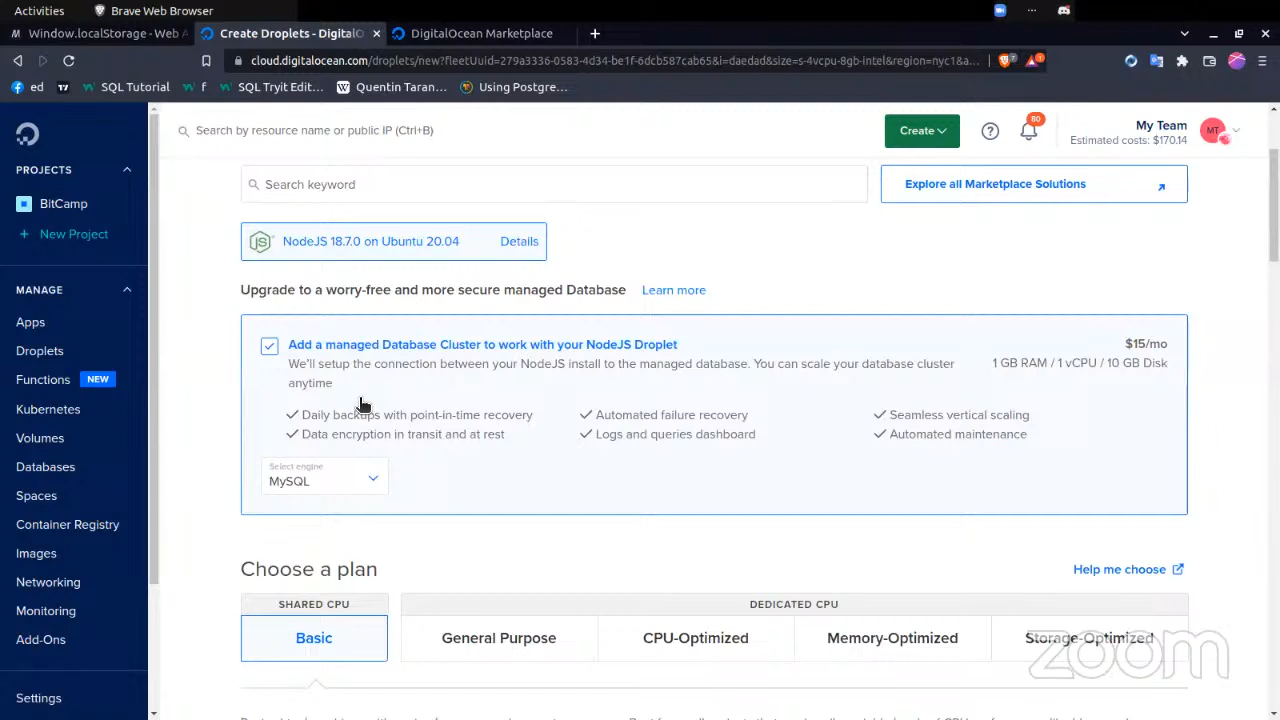 Activities
Brave Web Browser
Window.localStorage - Web A
Create Droplets - DigitalO
DigitalOcean Marketplace
cloud.digitalocean.com/droplets/new?fleetUuid=279a3336-0583-4d34-be1f-6dcb587cab65&i=daedad&size=s-4vcpu-8gb-intel&region=nyc1&a...
ed
SQL Tutorial
f
SQL Tryit Edit...
Quentin Taran...
Using Postgre...
Search by resource name or public IP (Ctrl+B)
Create
80
My Team
Estimated costs: $170.14
MT
PROJECTS
BitCamp
+ New Project
MANAGE
Apps
Droplets
Functions NEW
Kubernetes
Volumes
Databases
Spaces
Container Registry
Images
Networking
Monitoring
Add-Ons
Settings
Search keyword
Explore all Marketplace Solutions
NodeJS 18.7.0 on Ubuntu 20.04
Details
Upgrade to a worry-free and more secure managed Database
Learn more
Add a managed Database Cluster to work with your NodeJS Droplet
$15/mo
We'll setup the connection between your NodeJS install to the managed database. You can scale your database cluster
anytime
1 GB RAM / 1 vCPU / 10 GB Disk
Daily backups with point-in-time recovery
Automated failure recovery
Seamless vertical scaling
Data encryption in transit and at rest
Logs and queries dashboard
Automated maintenance
Select engine
MySQL
Choose a plan
Help me choose
SHARED CPU
DEDICATED CPU
Basic
General Purpose
CPU-Optimized
Memory-Optimized
Storage-Optimized
zoom